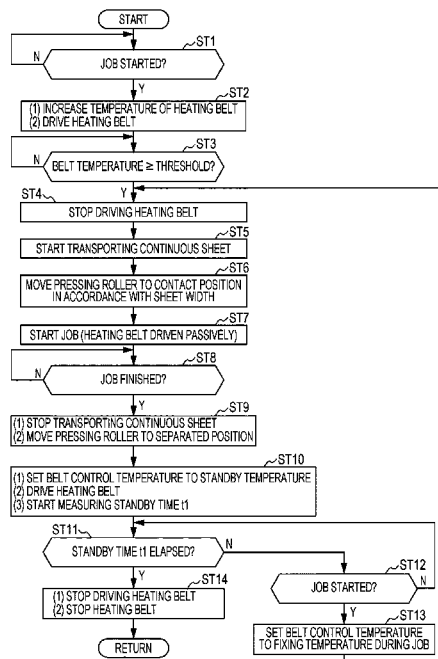 START
ST1
JOB STARTED?
N
Y
ST2
(1) INCREASE TEMPERATURE OF HEATING BELT
(2) DRIVE HEATING BELT
ST3
BELT TEMPERATURE ≥ THRESHOLD?
N
Y
ST4
STOP DRIVING HEATING BELT
ST5
START TRANSPORTING CONTINUOUS SHEET
ST6
MOVE PRESSING ROLLER TO CONTACT POSITION
IN ACCORDANCE WITH SHEET WIDTH
ST7
START JOB (HEATING BELT DRIVEN PASSIVELY)
ST8
JOB FINISHED?
N
Y
ST9
(1) STOP TRANSPORTING CONTINUOUS SHEET
(2) MOVE PRESSING ROLLER TO SEPARATED POSITION
ST10
(1) SET BELT CONTROL TEMPERATURE TO STANDBY TEMPERATURE
(2) DRIVE HEATING BELT
(3) START MEASURING STANDBY TIME t1
ST11
STANDBY TIME t1 ELAPSED?
N
Y
ST12
JOB STARTED?
N
Y
ST14
(1) STOP DRIVING HEATING BELT
(2) STOP HEATING BELT
ST13
SET BELT CONTROL TEMPERATURE
TO FIXING TEMPERATURE DURING JOB
RETURN